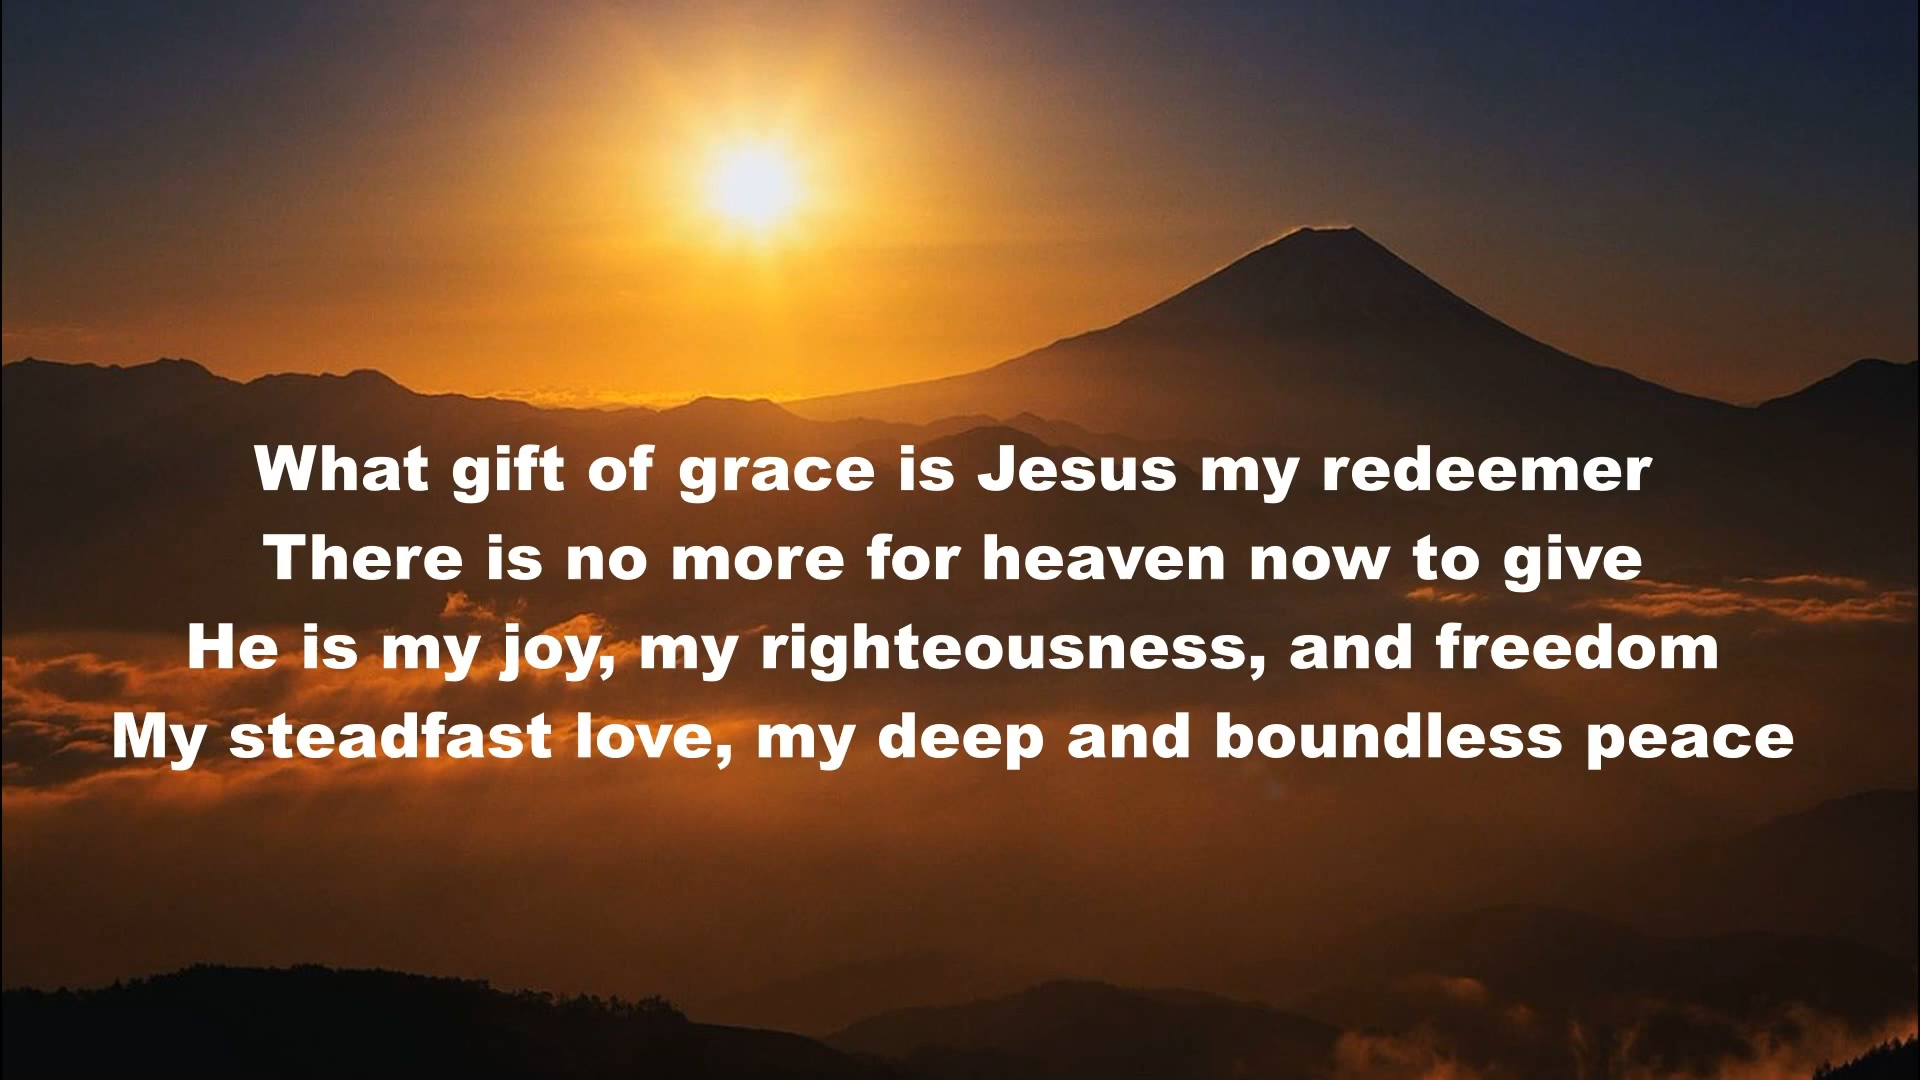 What gift of grace is Jesus my redeemer
There is no more for heaven now to give
He is my joy, my righteousness, and freedom
My steadfast love, my deep and boundless peace